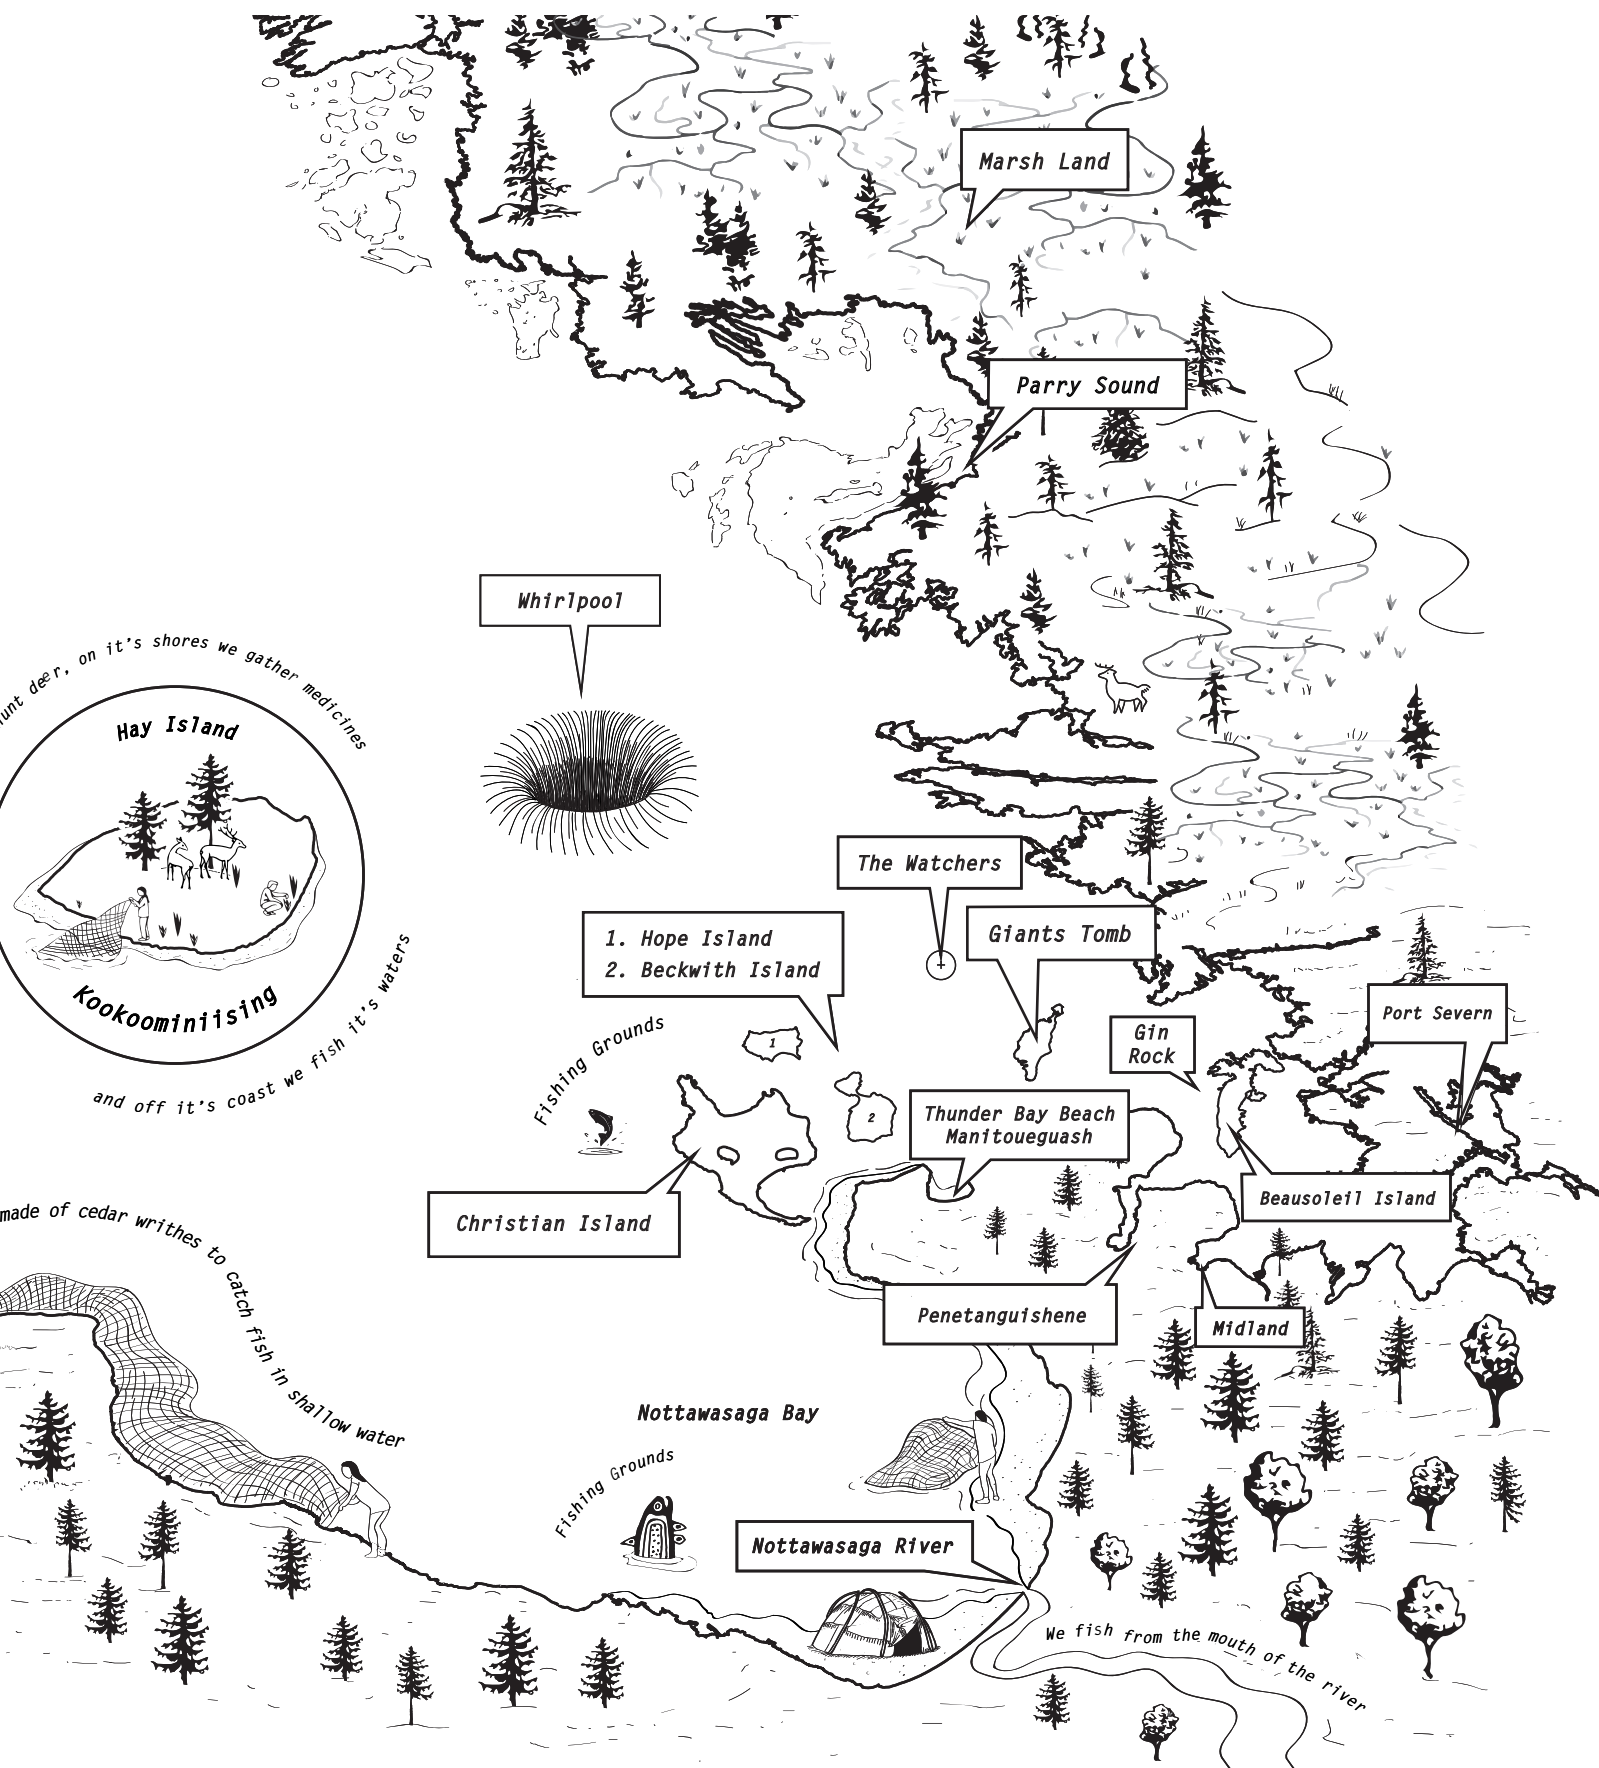 Marsh Land
Parry Sound
Whirlpool
deer, on it's shores we gather medicines
Hay Island
Kookoominiising
and off it's coast we fish it's waters
The Watchers
Giants Tomb
1. Hope Island
2. Beckwith Island
Port Severn
Gin
Rock
Fishing Grounds
1
2
Thunder Bay Beach
Manitoueguash
Beausoleil Island
Christian Island
made of cedar writhes to catch fish in shallow water
Penetanguishene
Midland
Nottawasaga Bay
Fishing Grounds
Nottawasaga River
We fish from the mouth of the river